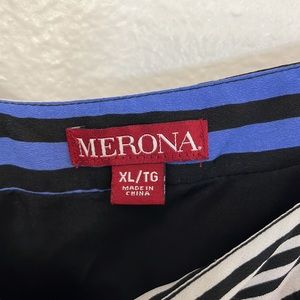 MERONA.
XL/TG
MADE IN
CHINA